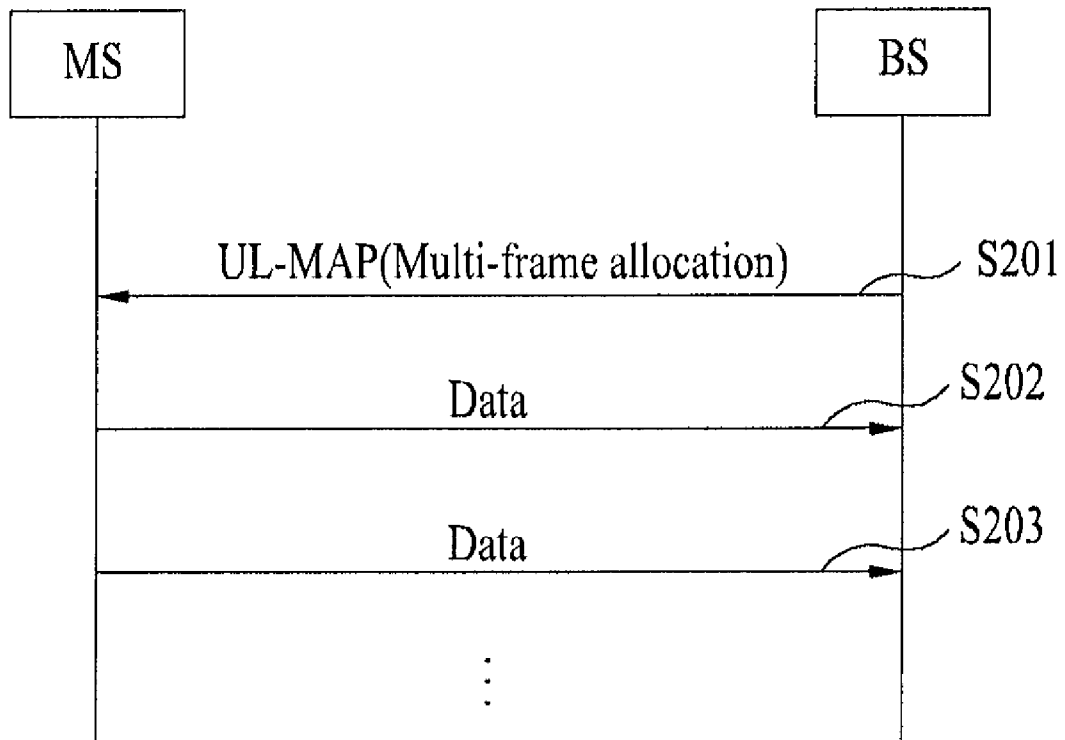 MS
BS
UL-MAP(Multi-frame allocation)
S201
Data
S202
Data
S203